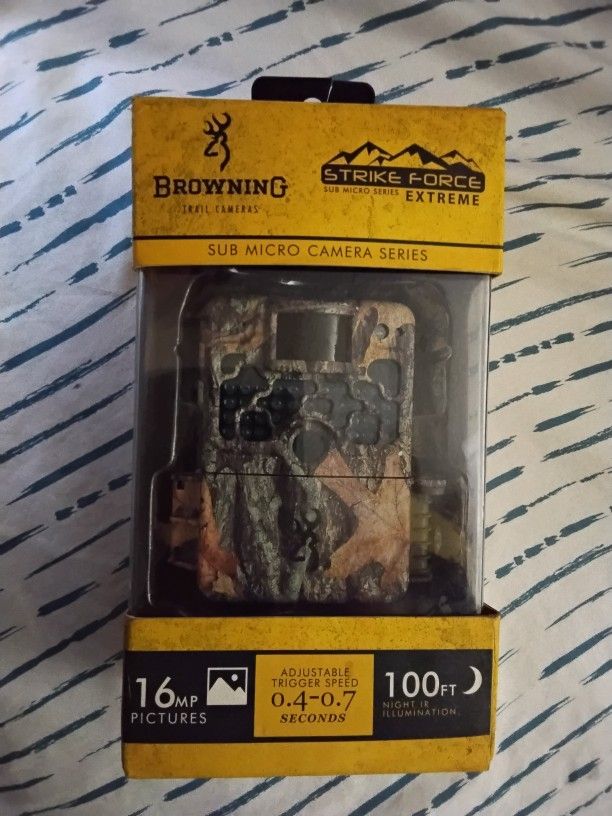 BROWNING
TRAIL CAMERAS
STRIKE FORCE
SUB MICRO SERIES EXTREME
SUB MICRO CAMERA SERIES
16MP
PICTURES
ADJUSTABLE
TRIGGER SPEED
0.4-0.7
SECONDS
100FT
NIGHT IR
ILLUMINATION.